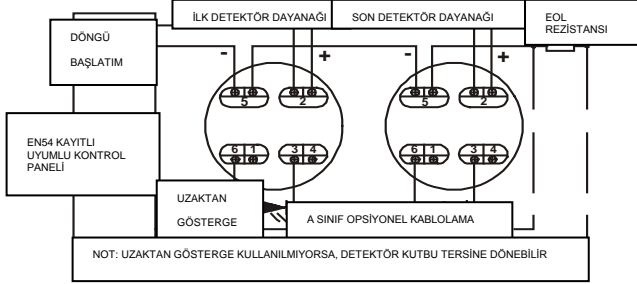 İLK DETEKTÖR DAYANAĞI
SON DETEKTÖR DAYANAĞI
EOL
REZİSTANSI
DÖNGÜ
BAŞLATIM
- + - +
5 2 5 2
6 1 3 4 6 1 3 4
EN54 KAYITLI
UYUMLU KONTROL
PANELİ
UZAKTAN
GÖSTERGE
A SINIF OPSİYONEL KABLOLAMA
NOT: UZAKTAN GÖSTERGE KULLANILMIYORSA, DETEKTÖR KUTBU TERSİNE DÖNEBİLİR